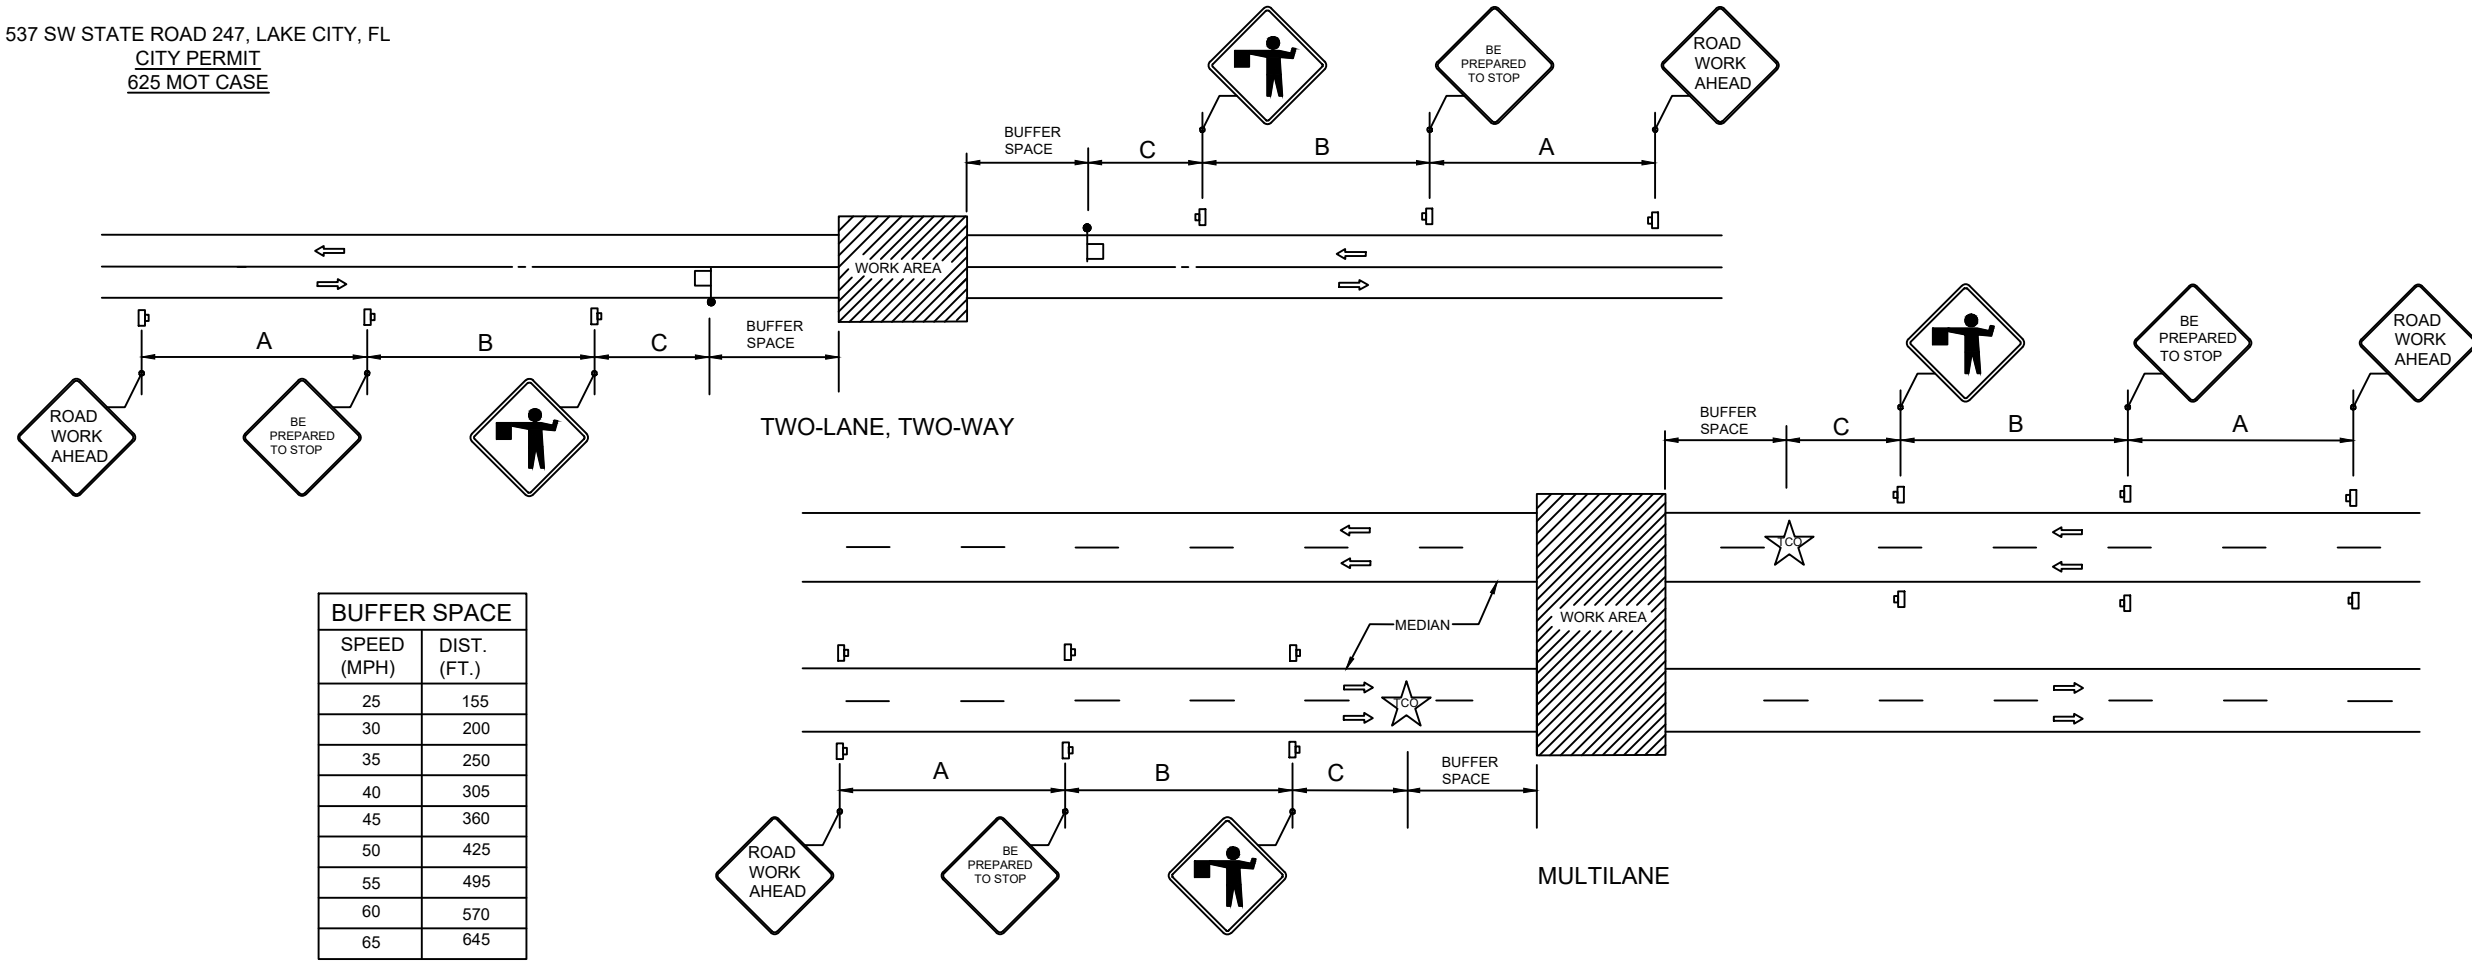 537 SW STATE ROAD 247, LAKE CITY, FL
CITY PERMIT
625 MOT CASE
BE
PREPARED
TO STOP
ROAD
WORK
AHEAD
BUFFER
SPACE
C
B
A
WORK AREA
A
B
C
BUFFER
SPACE
ROAD
WORK
AHEAD
BE
PREPARED
TO STOP
TWO-LANE, TWO-WAY
BE
PREPARED
TO STOP
ROAD
WORK
AHEAD
BUFFER
SPACE
C
B
A
TCO
WORK AREA
MEDIAN
TCO
A
B
C
BUFFER
SPACE
ROAD
WORK
AHEAD
BE
PREPARED
TO STOP
MULTILANE
BUFFER SPACE
SPEED
(MPH)
DIST.
(FT.)
25 155
30 200
35 250
40 305
45 360
50 425
55 495
60 570
65 645